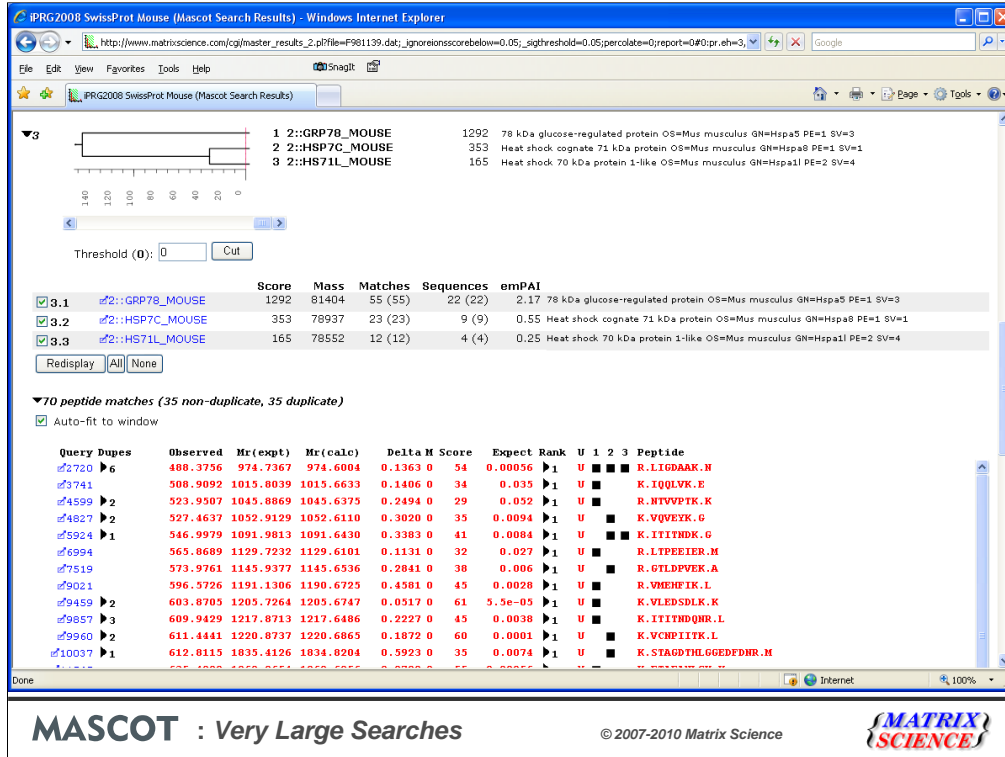 iPRG2008 SwissProt Mouse (Mascot Search Results) - Windows Internet Explorer
http://www.matrixscience.com/cgi/master_results_2.pl?file=F981139.dat;_ignoreionsscorebelow=0.05;_sigthreshold=0.05;percolate=0;report=0#0:pr.eh=3,
Google
File Edit View Favorites Tools Help SnagIt
iPRG2008 SwissProt Mouse (Mascot Search Results)
Page Tools Help
▼3
1 2::GRP78_MOUSE 1292 78 kDa glucose-regulated protein OS=Mus musculus GN=Hspa5 PE=1 SV=3
2 2::HSP7C_MOUSE 353 Heat shock cognate 71 kDa protein OS=Mus musculus GN=Hspa8 PE=1 SV=1
3 2::HS71L_MOUSE 165 Heat shock 70 kDa protein 1-like OS=Mus musculus GN=Hspa1l PE=2 SV=4
140 120 100 80 60 40 20 0
Threshold (0): 0 Cut
Score Mass Matches Sequences emPAI
3.1 2::GRP78_MOUSE 1292 81404 55 (55) 22 (22) 2.17 78 kDa glucose-regulated protein OS=Mus musculus GN=Hspa5 PE=1 SV=3
3.2 2::HSP7C_MOUSE 353 78937 23 (23) 9 (9) 0.55 Heat shock cognate 71 kDa protein OS=Mus musculus GN=Hspa8 PE=1 SV=1
3.3 2::HS71L_MOUSE 165 78552 12 (12) 4 (4) 0.25 Heat shock 70 kDa protein 1-like OS=Mus musculus GN=Hspa1l PE=2 SV=4
Redisplay All None
▼70 peptide matches (35 non-duplicate, 35 duplicate)
Auto-fit to window
Query Dupes Observed Mr(expt) Mr(calc) Delta M Score Expect Rank U 1 2 3 Peptide
2720 ▶6 488.3756 974.7367 974.6004 0.1363 0 54 0.00056 ▶1 U ■ ■ ■ R.LIGDAAK.N
3741 508.9092 1015.8039 1015.6633 0.1406 0 34 0.035 ▶1 U ■ K.IQQLVK.E
4599 ▶2 523.9507 1045.8869 1045.6375 0.2494 0 29 0.052 ▶1 U ■ R.NTVVPTK.K
4827 ▶2 527.4637 1052.9129 1052.6110 0.3020 0 35 0.0094 ▶1 U ■ K.VQVEYK.G
5924 ▶1 546.9979 1091.9813 1091.6430 0.3383 0 41 0.0084 ▶1 U ■ ■ K.ITITNDK.G
6994 565.8689 1129.7232 1129.6101 0.1131 0 32 0.027 ▶1 U ■ R.LTPEEIER.M
7519 573.9761 1145.9377 1145.6536 0.2841 0 38 0.006 ▶1 U ■ R.GTLDPVEK.A
9021 596.5726 1191.1306 1190.6725 0.4581 0 45 0.0028 ▶1 U ■ R.VMEHFIK.L
9459 ▶2 603.8705 1205.7264 1205.6747 0.0517 0 61 5.5e-05 ▶1 U ■ K.VLEDSDLK.K
9857 ▶3 609.9429 1217.8713 1217.6486 0.2227 0 45 0.0038 ▶1 U ■ K.ITITNDQNR.L
9960 ▶2 611.4441 1220.8737 1220.6865 0.1872 0 60 0.0001 ▶1 U ■ K.VCNPIITK.L
10037 ▶1 612.8115 1835.4126 1834.8204 0.5923 0 35 0.0074 ▶1 U ■ K.STAGDTHLGGEDFDNR.M
Done Internet 100%
MASCOT : Very Large Searches © 2007-2010 Matrix Science {MATRIX SCIENCE}